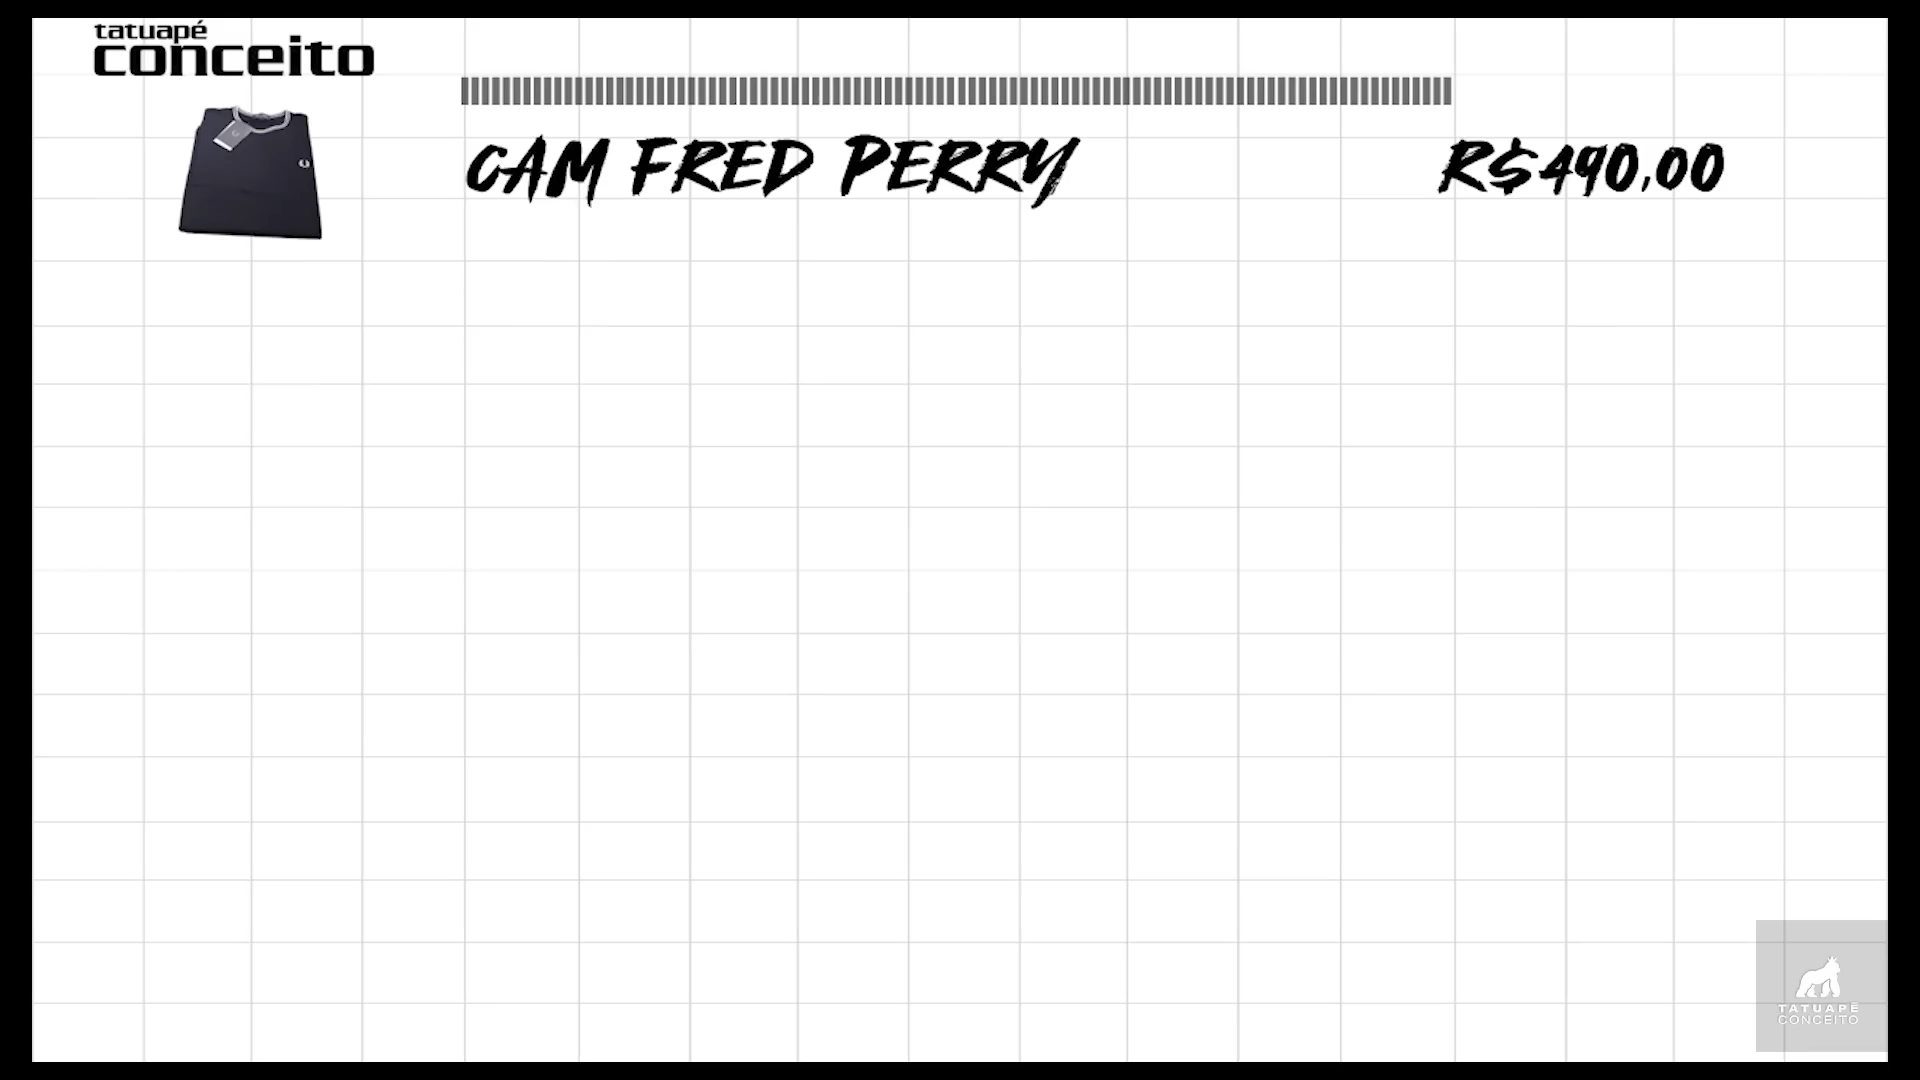 tatuapé
conceito
CAM FRED PERRY R$490,00
TATUAPÉ
CONCEITO